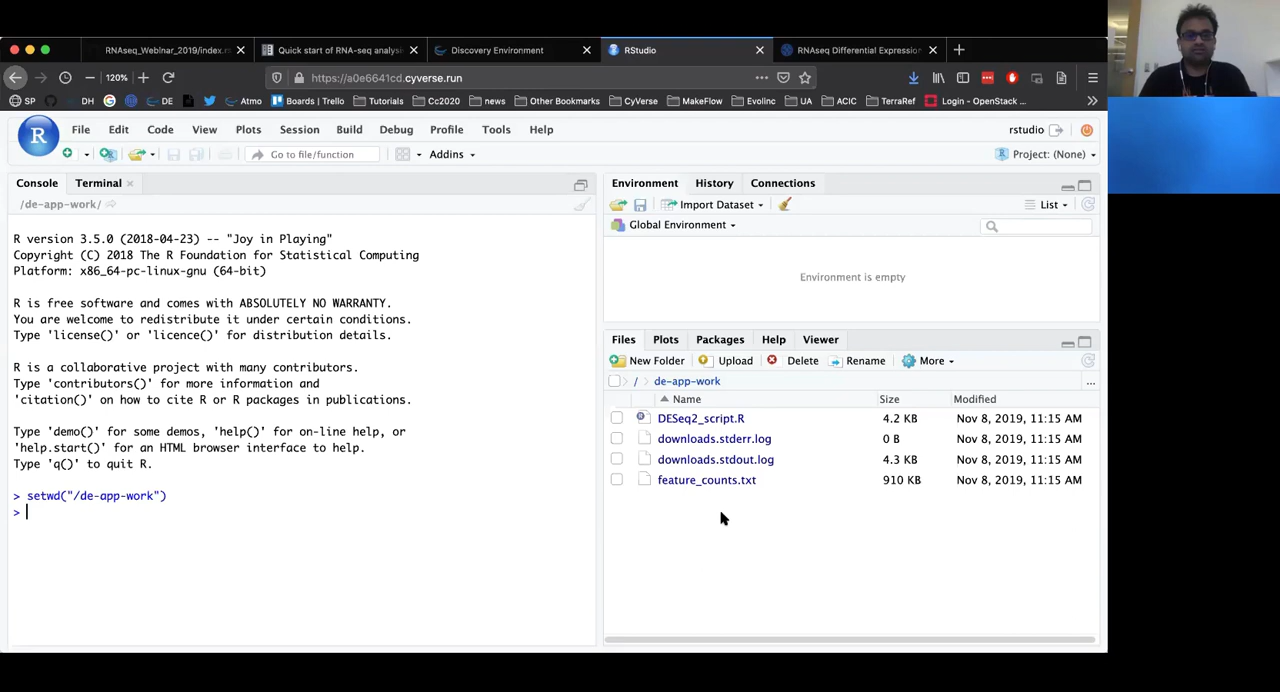 RNAseq_Webinar_2019/index.r
Quick start of RNA-seq analysi
Discovery Environment
RStudio
RNAseq Differential Expressio
120%
https://a0e6641cd.cyverse.run
SP
DH
DE
Atmo
Boards | Trello
Tutorials
Cc2020
news
Other Bookmarks
CyVerse
MakeFlow
Evolinc
UA
ACIC
TerraRef
Login - OpenStack ...
R
File Edit Code View Plots Session Build Debug Profile Tools Help
rstudio
Go to file/function
Addins
Project: (None)
Console Terminal
/de-app-work/
R version 3.5.0 (2018-04-23) -- "Joy in Playing"
Copyright (C) 2018 The R Foundation for Statistical Computing
Platform: x86_64-pc-linux-gnu (64-bit)
R is free software and comes with ABSOLUTELY NO WARRANTY.
You are welcome to redistribute it under certain conditions.
Type 'license()' or 'licence()' for distribution details.
R is a collaborative project with many contributors.
Type 'contributors()' for more information and
'citation()' on how to cite R or R packages in publications.
Type 'demo()' for some demos, 'help()' for on-line help, or
'help.start()' for an HTML browser interface to help.
Type 'q()' to quit R.
> setwd("/de-app-work")
>
Environment History Connections
Import Dataset
List
Global Environment
Environment is empty
Files Plots Packages Help Viewer
New Folder Upload Delete Rename More
/ de-app-work ...
Name Size Modified
DESeq2_script.R 4.2 KB Nov 8, 2019, 11:15 AM
downloads.stderr.log 0 B Nov 8, 2019, 11:15 AM
downloads.stdout.log 4.3 KB Nov 8, 2019, 11:15 AM
feature_counts.txt 910 KB Nov 8, 2019, 11:15 AM